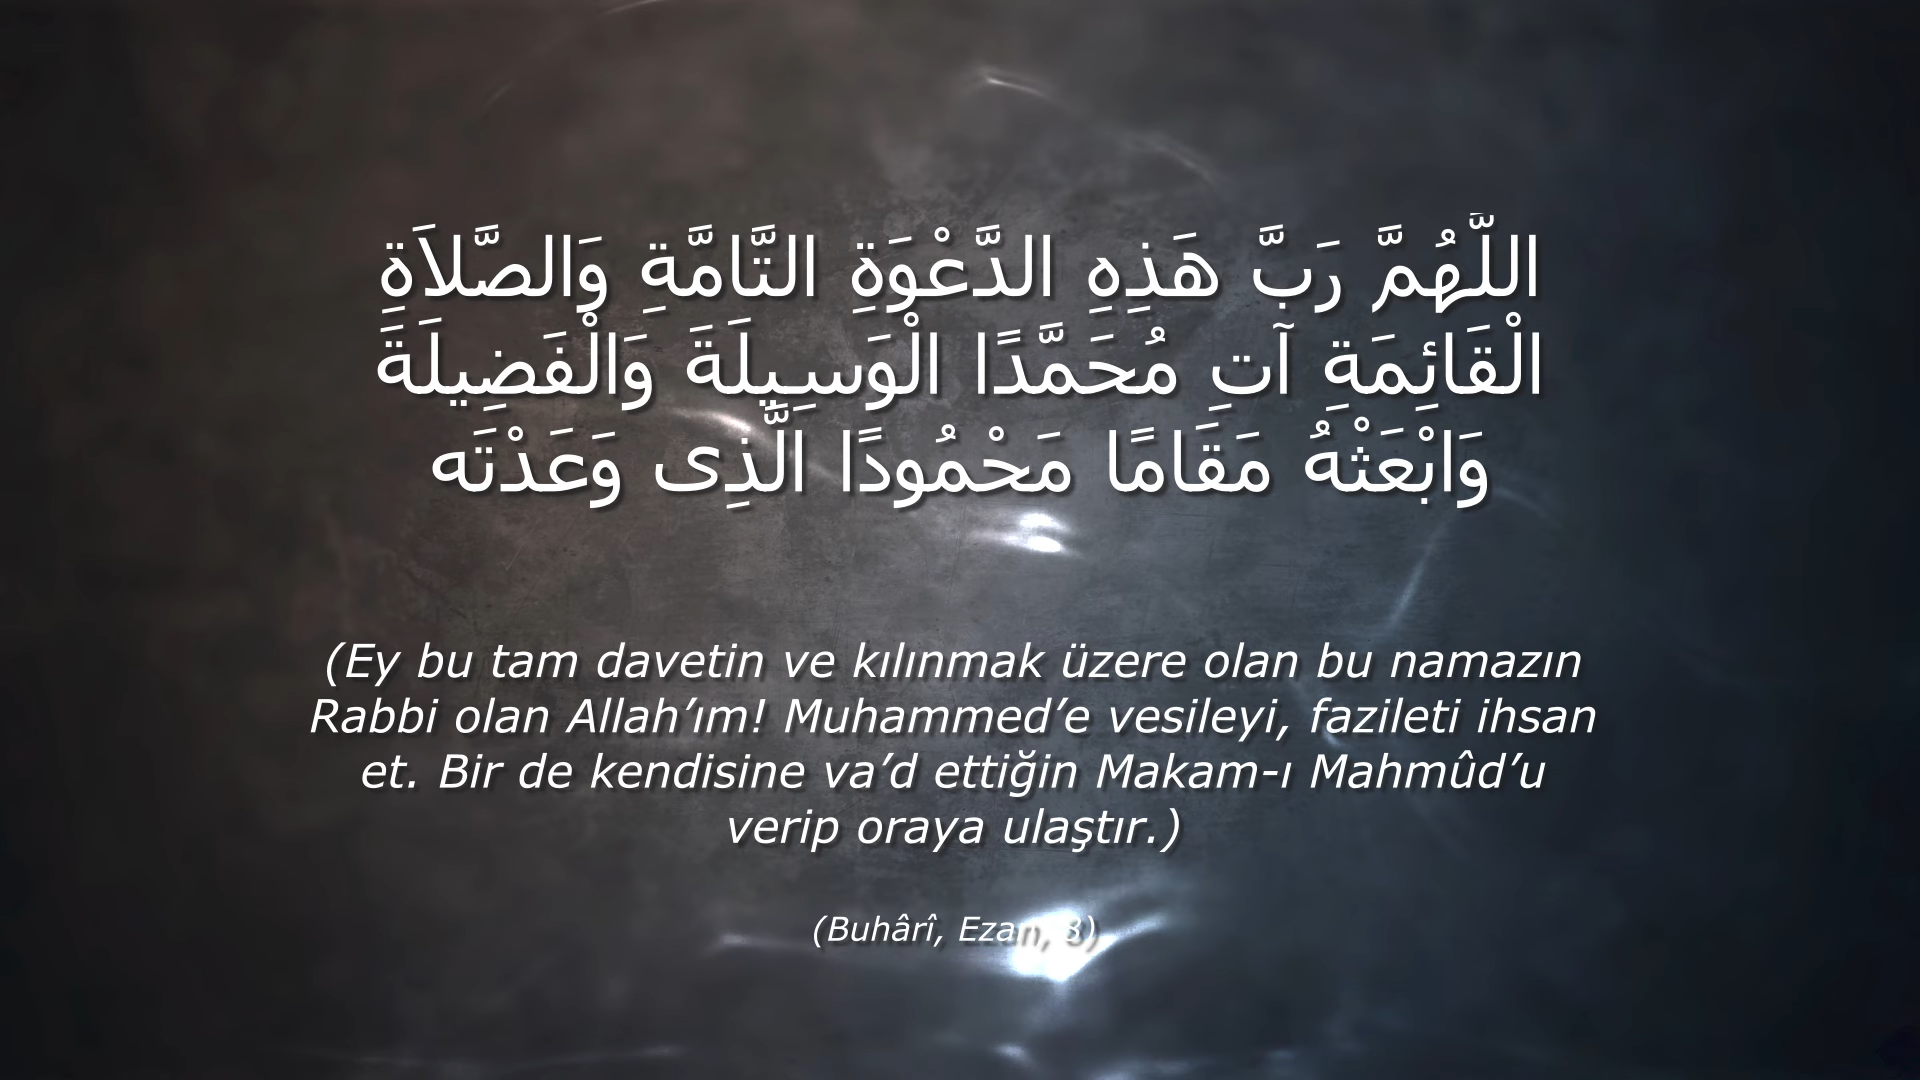 اللَّهُمَّ رَبَّ هَذِهِ الدَّعْوَةِ التَّامَّةِ وَالصَّلاَةِ
الْقَائِمَةِ آتِ مُحَمَّدًا الْوَسِيلَةَ وَالْفَضِيلَةَ
وَابْعَثْهُ مَقَامًا مَحْمُودًا الَّذِى وَعَدْتَه
(Ey bu tam davetin ve kılınmak üzere olan bu namazın
Rabbi olan Allah’ım! Muhammed’e vesileyi, fazileti ihsan
et. Bir de kendisine va’d ettiğin Makam-ı Mahmûd’u
verip oraya ulaştır.)
(Buhârî, Ezan, 8)